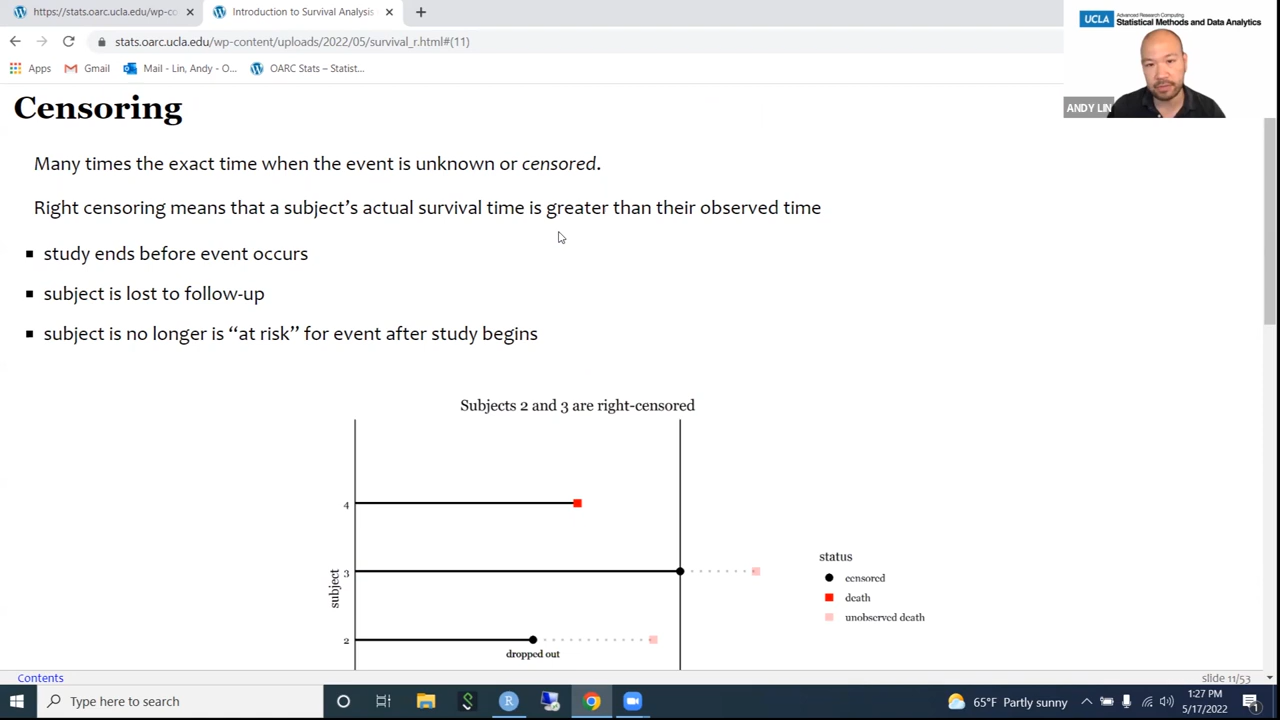 https://stats.oarc.ucla.edu/wp-co
Introduction to Survival Analysis
stats.oarc.ucla.edu/wp-content/uploads/2022/05/survival_r.html#(11)
Apps
Gmail
Mail - Lin, Andy - O...
OARC Stats – Statist...
UCLA
Advanced Research Computing
Statistical Methods and Data Analytics
ANDY LIN
Censoring
Many times the exact time when the event is unknown or censored.
Right censoring means that a subject's actual survival time is greater than their observed time
study ends before event occurs
subject is lost to follow-up
subject is no longer is “at risk” for event after study begins
Subjects 2 and 3 are right-censored
4
3
2
subject
dropped out
status
censored
death
unobserved death
Contents
slide 11/53
Type here to search
65°F Partly sunny
1:27 PM
5/17/2022